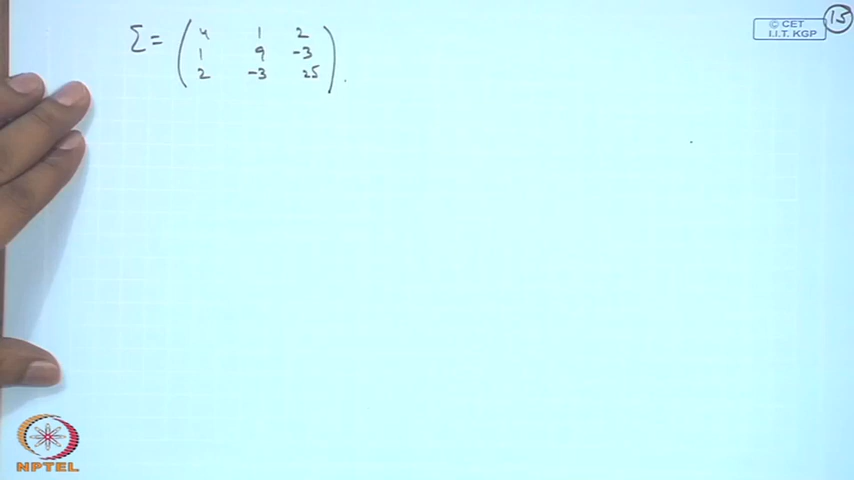 Σ = ( 4 1 2
1 9 -3
2 -3 25 ).
© CET
I.I.T. KGP
15
NPTEL